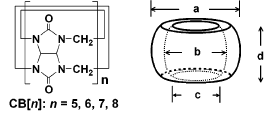 O
N N-CH2
N N-CH2
O
n
CB[n]: n = 5, 6, 7, 8
a
b
c
d